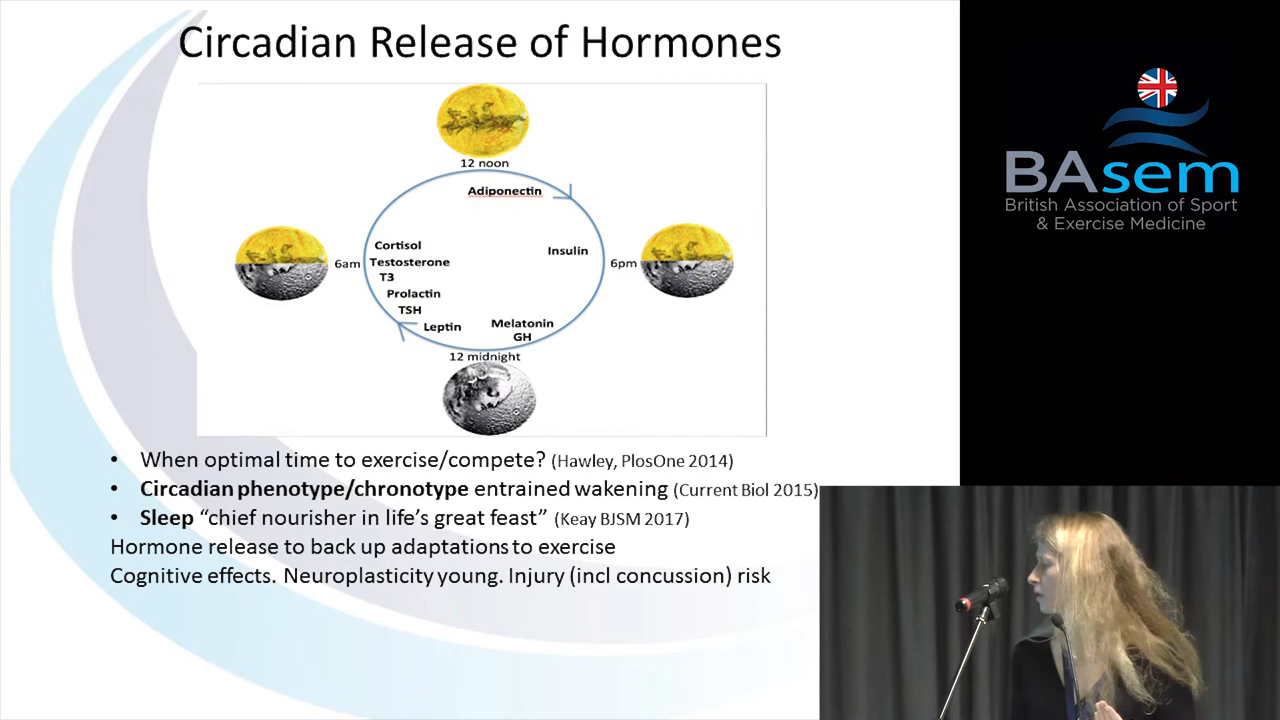 Circadian Release of Hormones
12 noon
Adiponectin
Cortisol
Insulin
6am
Testosterone
6pm
T3
Prolactin
TSH
Leptin
Melatonin
GH
12 midnight
• When optimal time to exercise/compete? (Hawley, PlosOne 2014)
• Circadian phenotype/chronotype entrained wakening (Current Biol 2015)
• Sleep “chief nourisher in life’s great feast” (Keay BJSM 2017)
Hormone release to back up adaptations to exercise
Cognitive effects. Neuroplasticity young. Injury (incl concussion) risk
BAsem
British Association of Sport
& Exercise Medicine